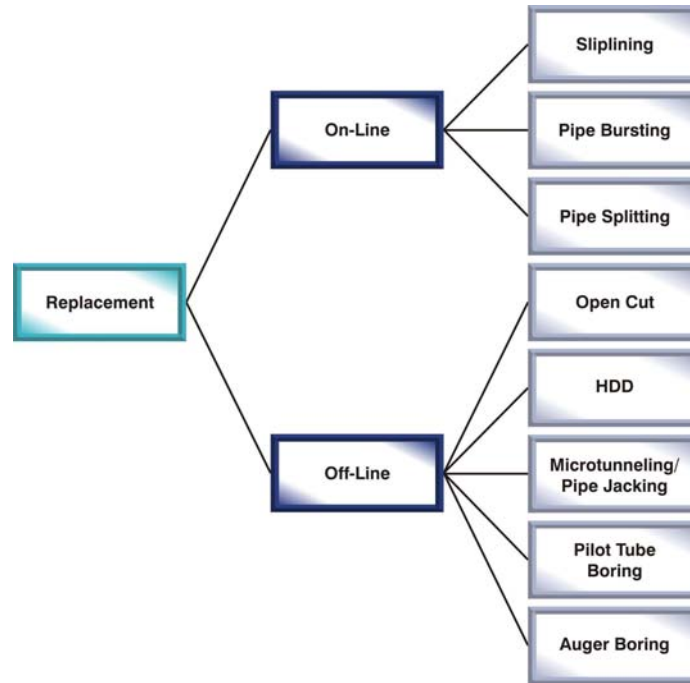 Sliplining
On-Line
Pipe Bursting
Pipe Splitting
Replacement
Open Cut
HDD
Off-Line
Microtunneling/
Pipe Jacking
Pilot Tube
Boring
Auger Boring